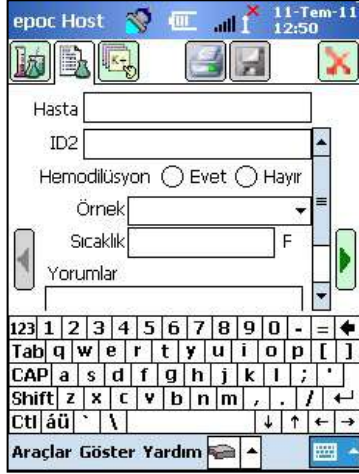 epoc Host 11-Tem-11
12:50
Hasta
ID2
Hemodilüsyon Evet Hayır
Örnek
Sıcaklık F
Yorumlar
123 1 2 3 4 5 6 7 8 9 0 - =
Tab q w e r t y u i o p [ ]
CAP a s d f g h j k l ; '
Shift z x c v b n m , . /
Ctl áü ` \
Araçlar Göster Yardım